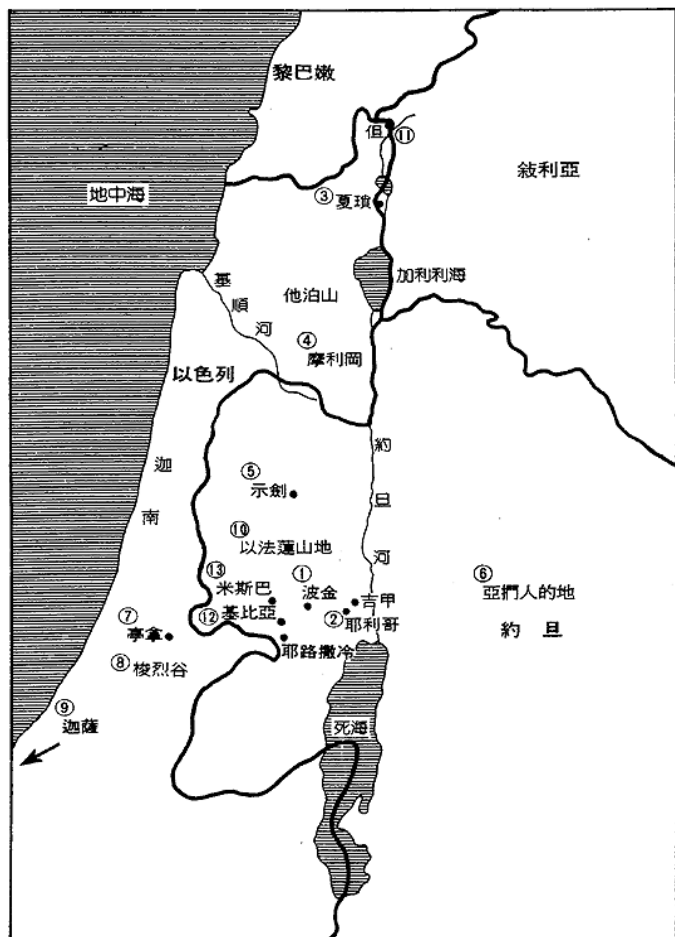 黎巴嫩
但
⑪
敍利亞
地中海
③ 夏瑣
加利利海
基順河
他泊山
④
摩利岡
以色列
迦南
約旦河
⑤
示劍
⑩
以法蓮山地
⑬
米斯巴
①
波金
吉甲
⑥
亞捫人的地
約旦
⑦
亭拿
⑫ 基比亞
② 耶利哥
耶路撒冷
⑧ 梭烈谷
⑨
迦薩
死海